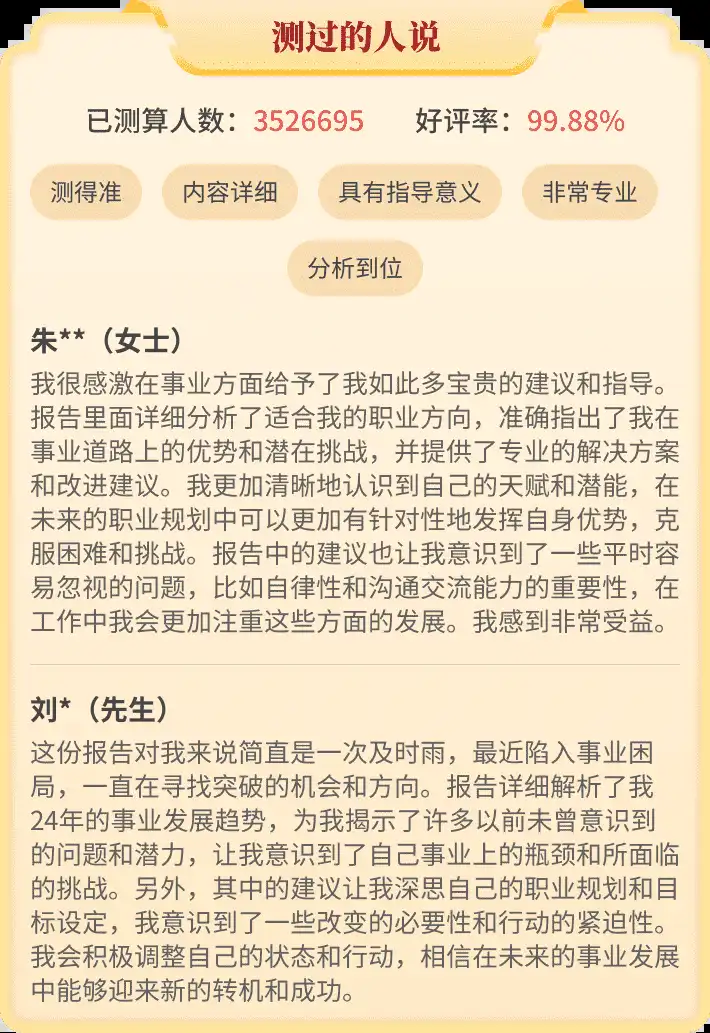 测过的人说
已测算人数：3526695 好评率：99.88%
测得准 内容详细 具有指导意义 非常专业
分析到位
朱**（女士）
我很感激在事业方面给予了我如此多宝贵的建议和指导。
报告里面详细分析了适合我的职业方向，准确指出了我在
事业道路上的优势和潜在挑战，并提供了专业的解决方案
和改进建议。我更加清晰地认识到自己的天赋和潜能，在
未来的职业规划中可以更加有针对性地发挥自身优势，克
服困难和挑战。报告中的建议也让我意识到了一些平时容
易忽视的问题，比如自律性和沟通交流能力的重要性，在
工作中我会更加注重这些方面的发展。我感到非常受益。
刘*（先生）
这份报告对我来说简直是一次及时雨，最近陷入事业困
局，一直在寻找突破的机会和方向。报告详细解析了我
24年的事业发展趋势，为我揭示了许多以前未曾意识到
的问题和潜力，让我意识到了自己事业上的瓶颈和所面临
的挑战。另外，其中的建议让我深思自己的职业规划和目
标设定，我意识到了一些改变的必要性和行动的紧迫性。
我会积极调整自己的状态和行动，相信在未来的事业发展
中能够迎来新的转机和成功。